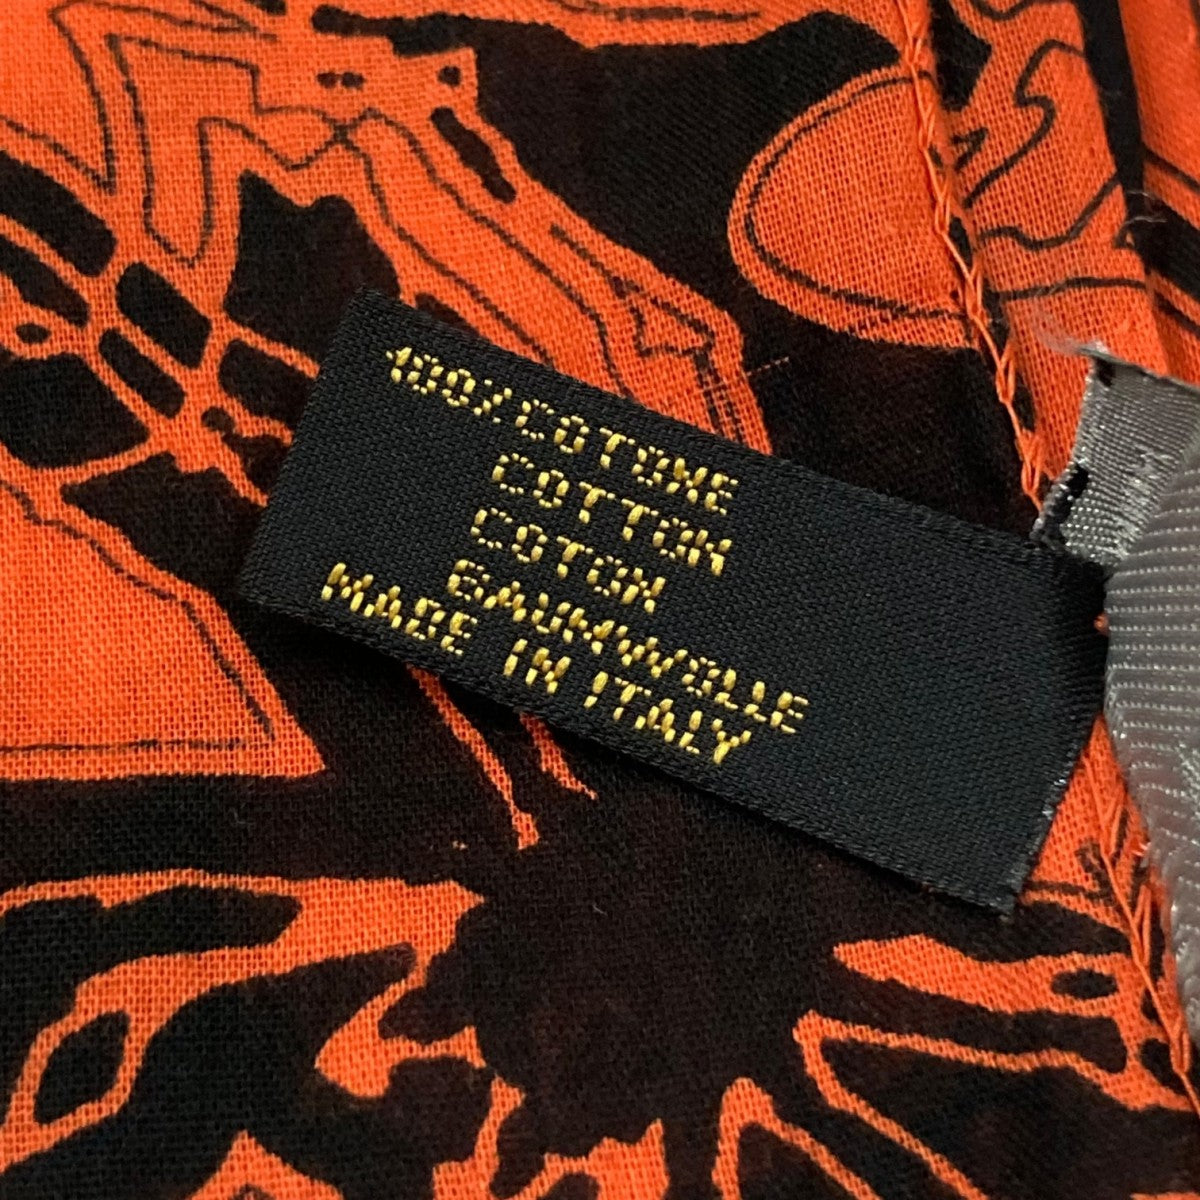 100% COTONE
COTTON
COTON
BAUMWOLLE
MADE IN ITALY